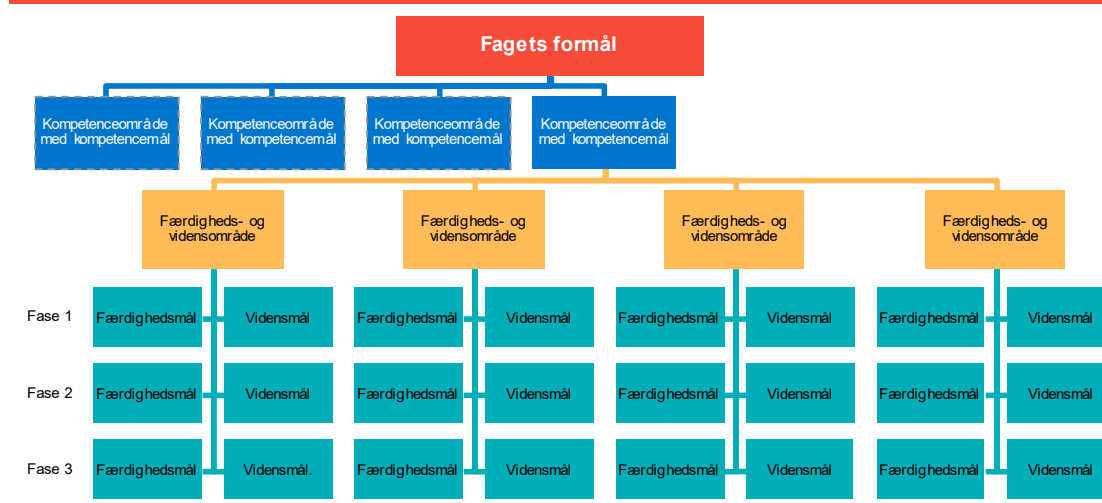 Fagets formål
Kompetenceområde
med kompetencemål
Kompetenceområde
med kompetencemål
Kompetenceområde
med kompetencemål
Kompetenceområde
med kompetencemål
Færdigheds- og
vidensområde
Færdigheds- og
vidensområde
Færdigheds- og
vidensområde
Færdigheds- og
vidensområde
Fase 1
Færdighedsmål
Vidensmål
Færdighedsmål
Vidensmål
Færdighedsmål
Vidensmål
Færdighedsmål
Vidensmål
Fase 2
Færdighedsmål
Vidensmål
Færdighedsmål
Vidensmål
Færdighedsmål
Vidensmål
Færdighedsmål
Vidensmål
Fase 3
Færdighedsmål
Vidensmål.
Færdighedsmål
Vidensmål
Færdighedsmål
Vidensmål
Færdighedsmål
Vidensmål